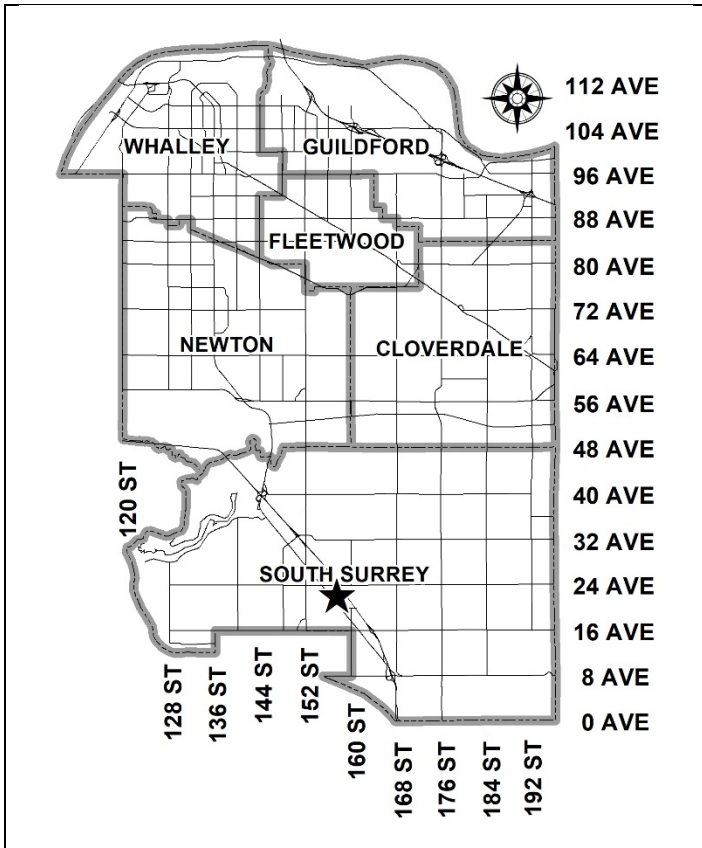 112 AVE
104 AVE
WHALLEY
GUILDFORD
96 AVE
88 AVE
FLEETWOOD
80 AVE
72 AVE
NEWTON
CLOVERDALE
64 AVE
56 AVE
48 AVE
120 ST
40 AVE
32 AVE
SOUTH SURREY
24 AVE
16 AVE
8 AVE
0 AVE
128 ST
136 ST
144 ST
152 ST
160 ST
168 ST
176 ST
184 ST
192 ST